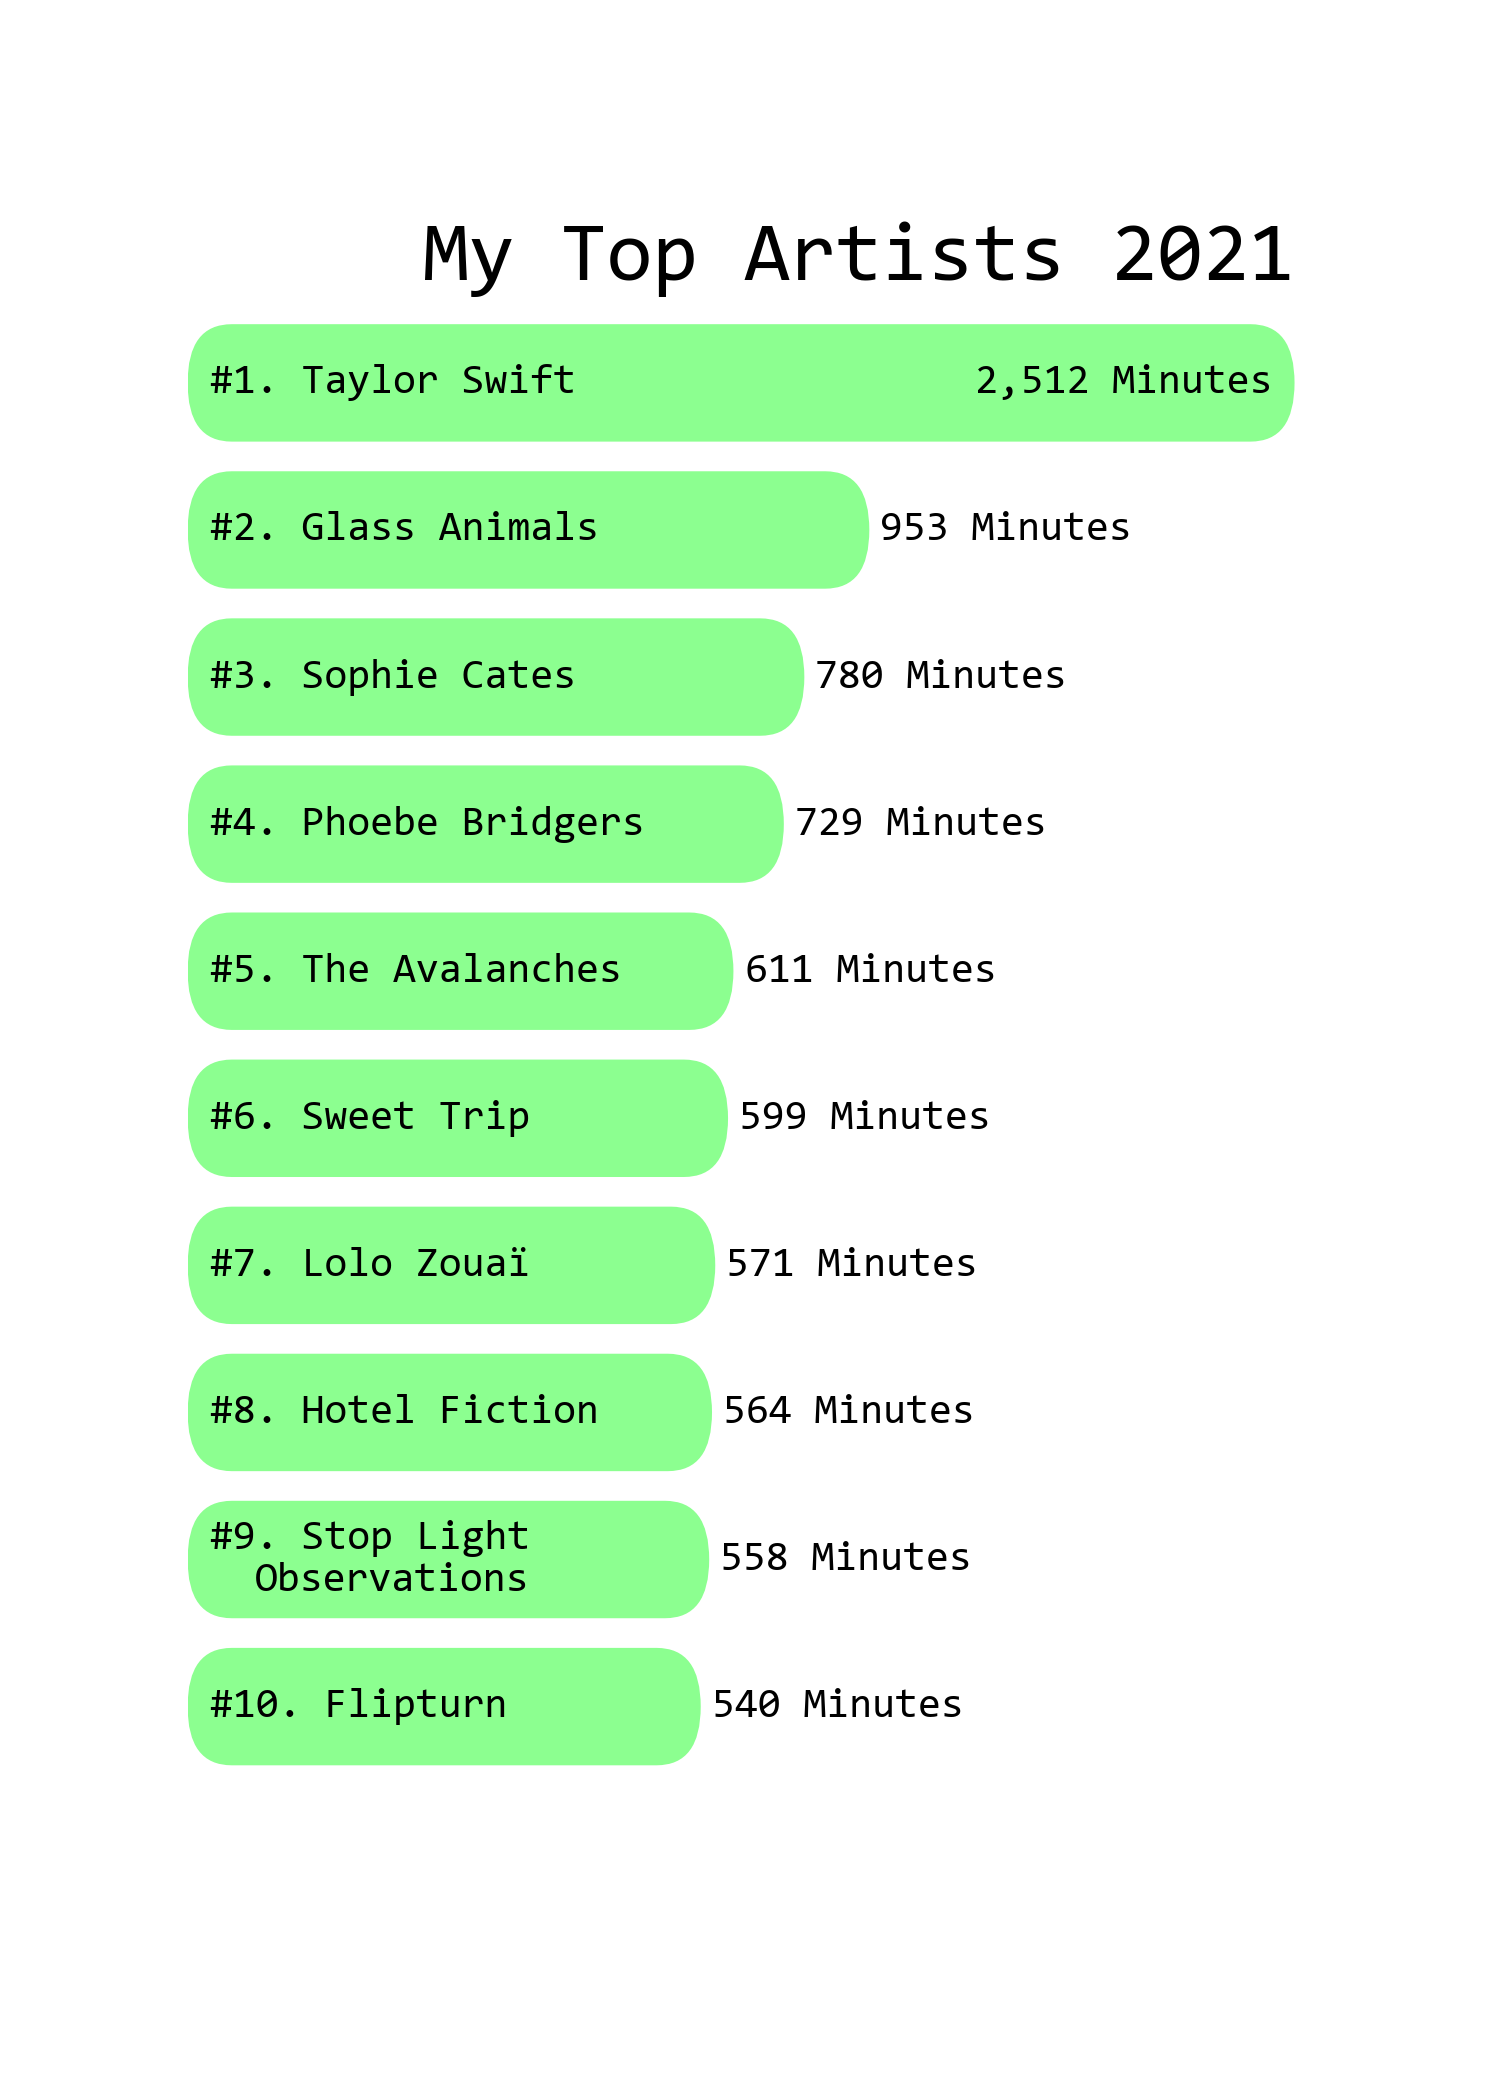 My Top Artists 2021
#1. Taylor Swift 2,512 Minutes
#2. Glass Animals 953 Minutes
#3. Sophie Cates 780 Minutes
#4. Phoebe Bridgers 729 Minutes
#5. The Avalanches 611 Minutes
#6. Sweet Trip 599 Minutes
#7. Lolo Zouaï 571 Minutes
#8. Hotel Fiction 564 Minutes
#9. Stop Light
Observations
558 Minutes
#10. Flipturn 540 Minutes